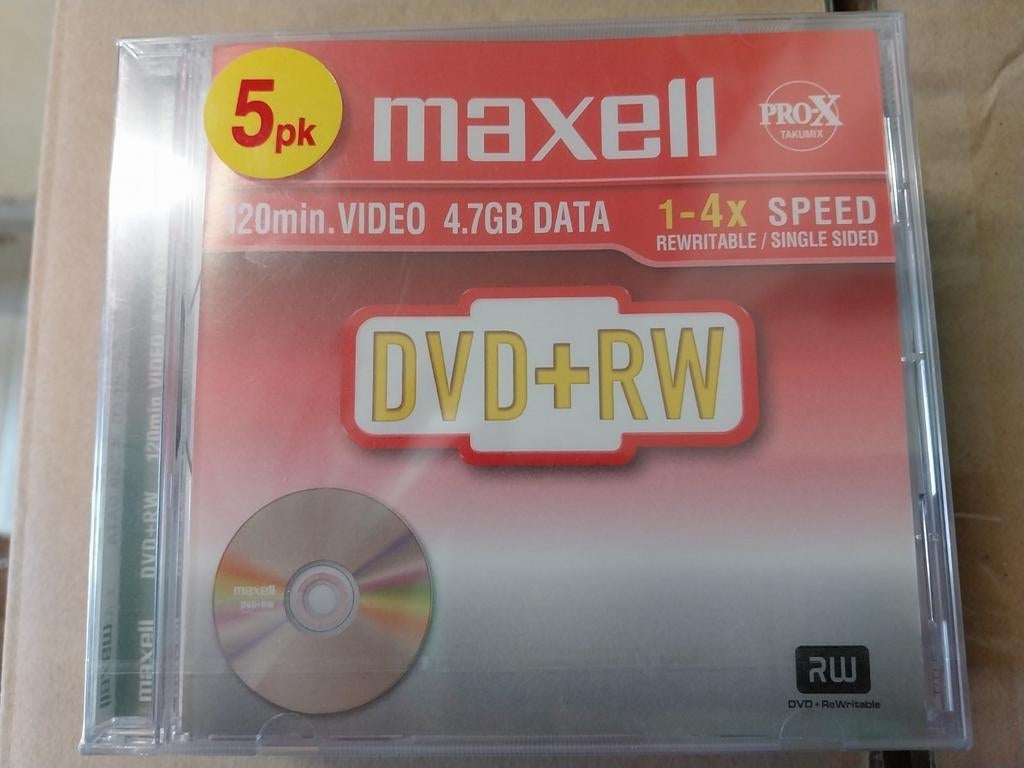 5pk
maxell
PRO-X
TAKUMIX
120min.VIDEO 4.7GB DATA
1-4x SPEED
REWRITABLE / SINGLE SIDED
DVD+RW
maxell
DVD+RW
RW
DVD+ReWritable
maxell DVD+RW 120min VIDEO